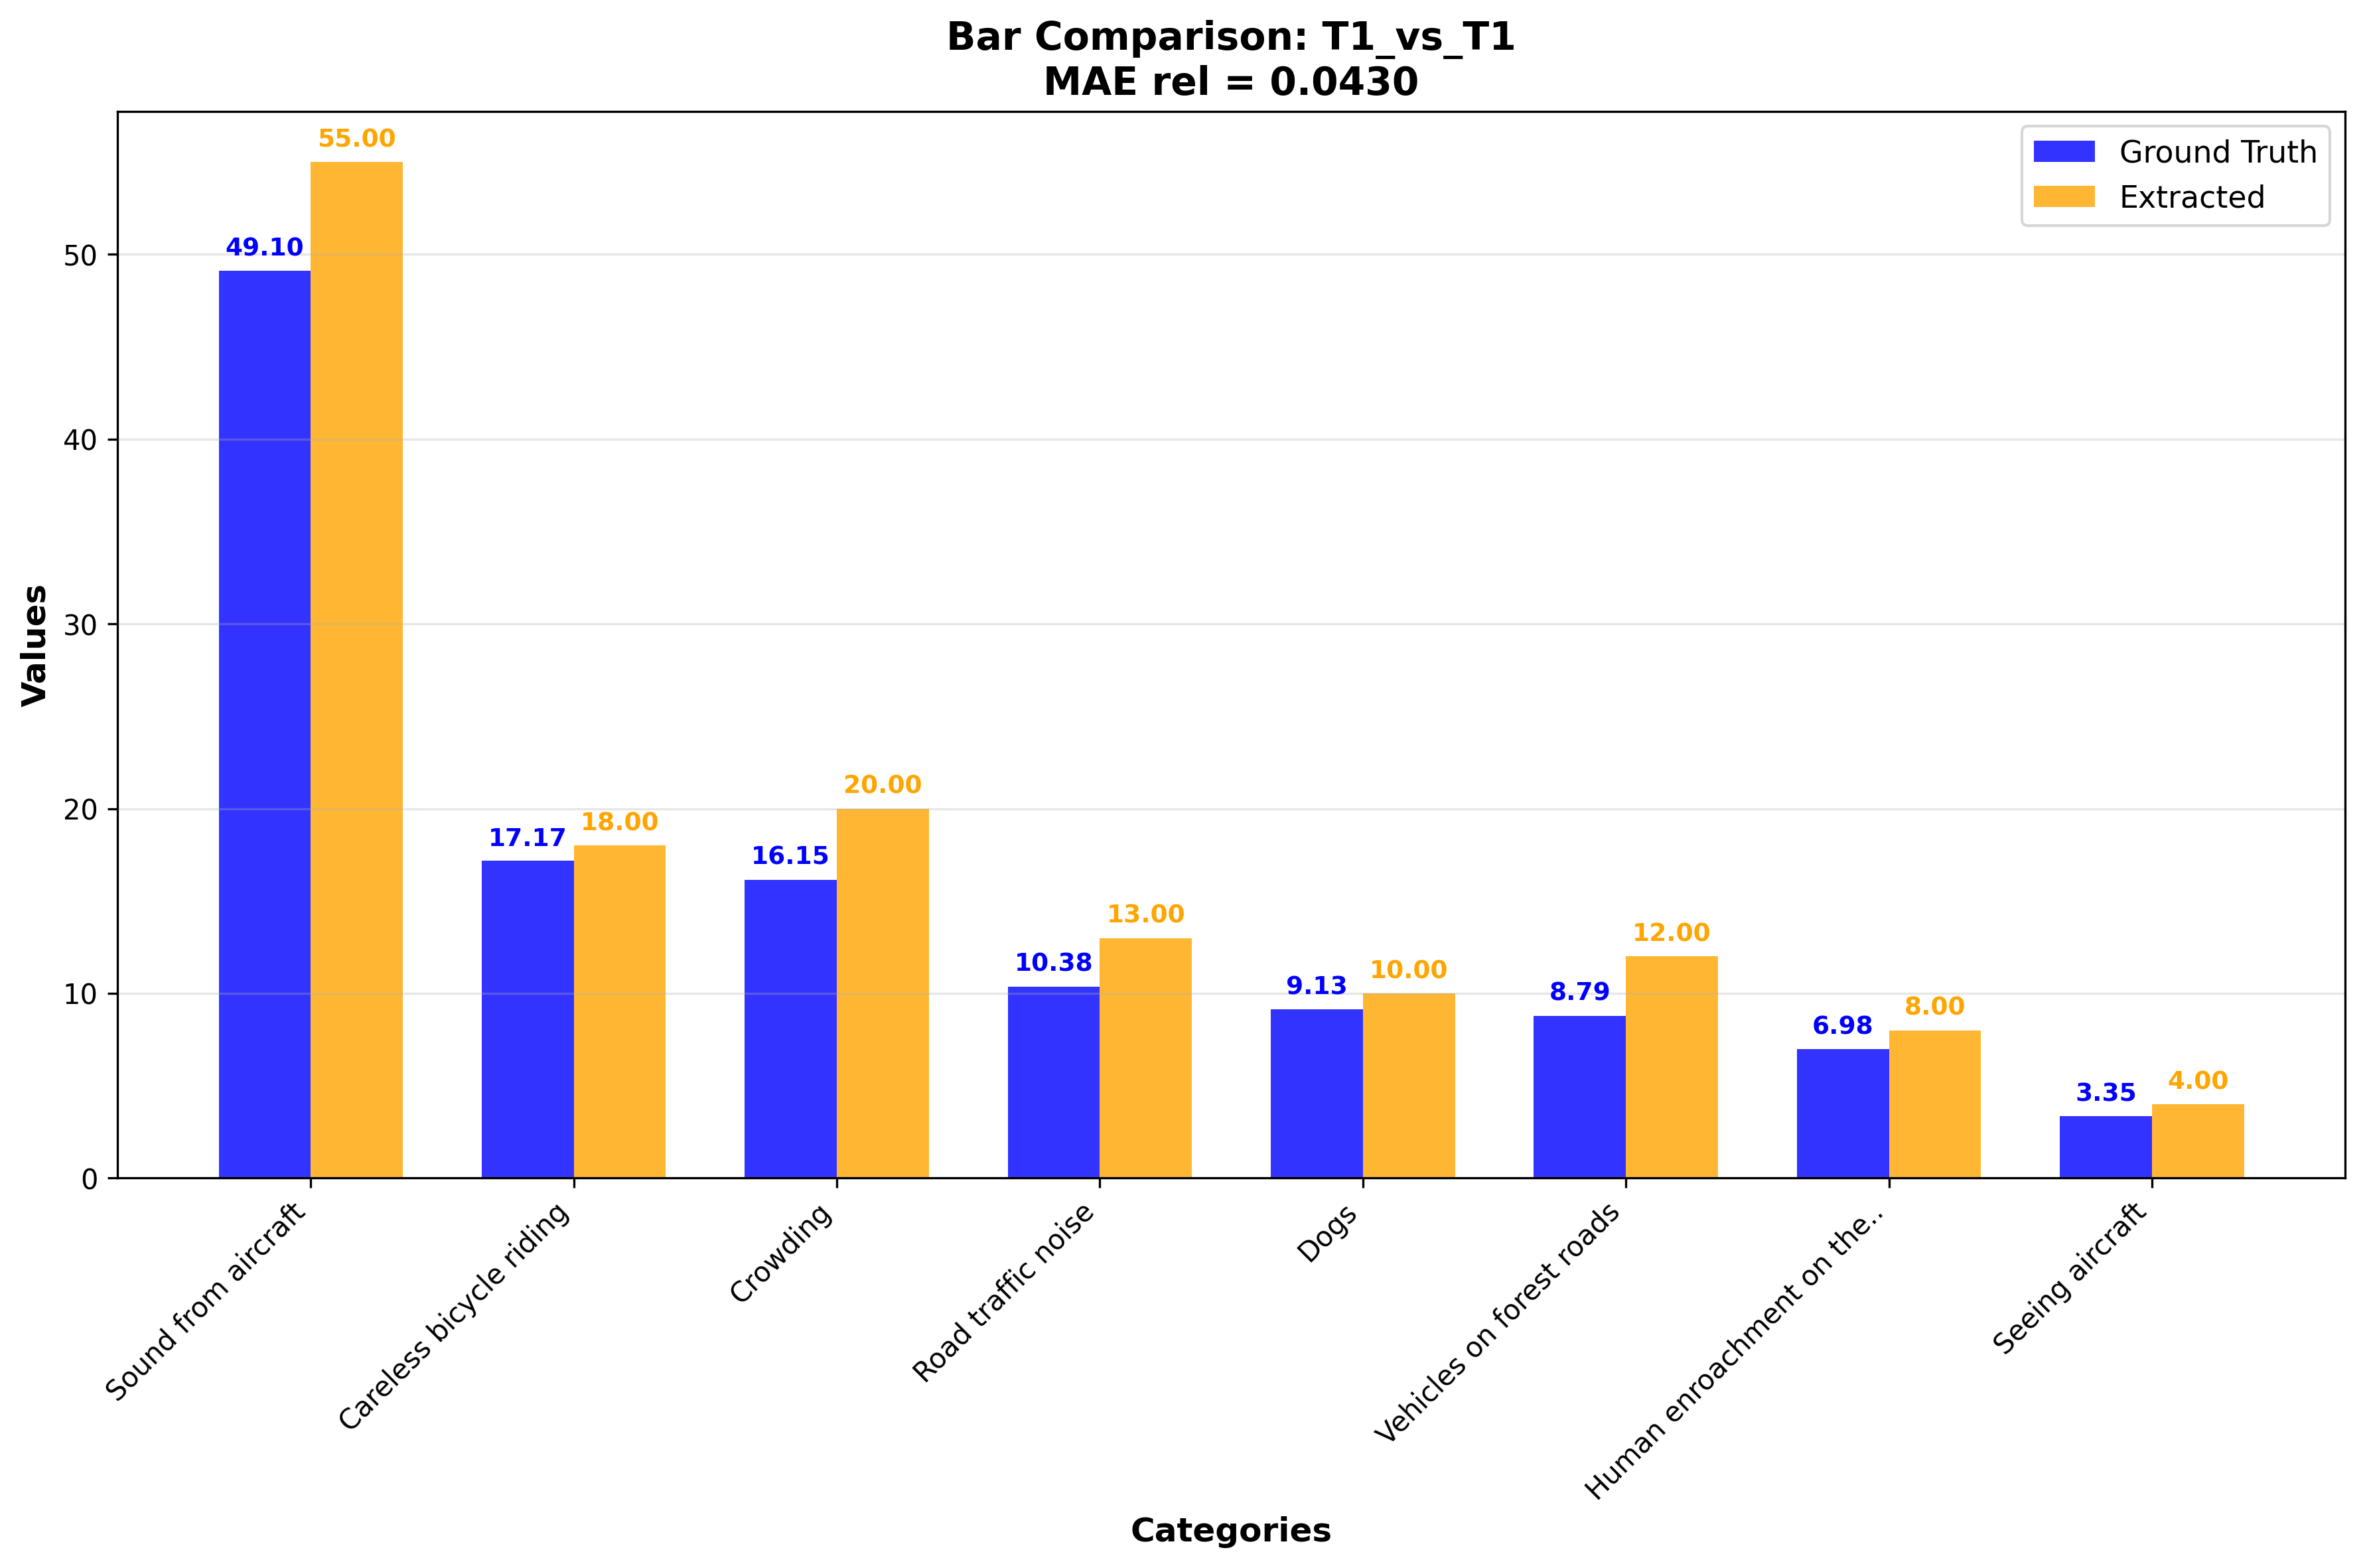 Bar Comparison: T1_vs_T1
MAE rel = 0.0430
Ground Truth
Extracted
Values
50
40
30
20
10
0
49.10
55.00
17.17
18.00
16.15
20.00
10.38
13.00
9.13
10.00
8.79
12.00
6.98
8.00
3.35
4.00
Sound from aircraft
Careless bicycle riding
Crowding
Road traffic noise
Dogs
Vehicles on forest roads
Human enroachment on the..
Seeing aircraft
Categories